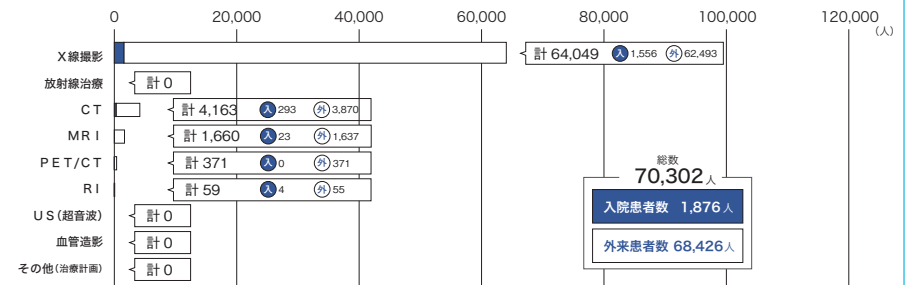 0 20,000 40,000 60,000 80,000 100,000 120,000
（人）
X線撮影 計 64,049 入 1,556 外 62,493
放射線治療 計 0
CT 計 4,163 入 293 外 3,870
MRI 計 1,660 入 23 外 1,637
PET/CT 計 371 入 0 外 371
RI 計 59 入 4 外 55
US（超音波） 計 0
血管造影 計 0
その他（治療計画） 計 0
総数
70,302人
入院患者数 1,876人
外来患者数 68,426人